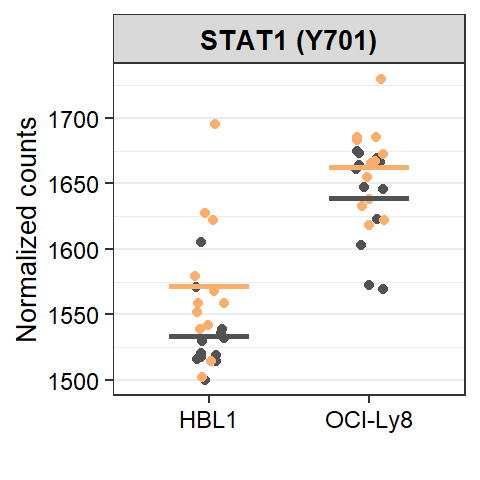 STAT1 (Y701)
Normalized counts
1700
1650
1600
1550
1500
HBL1
OCI-Ly8